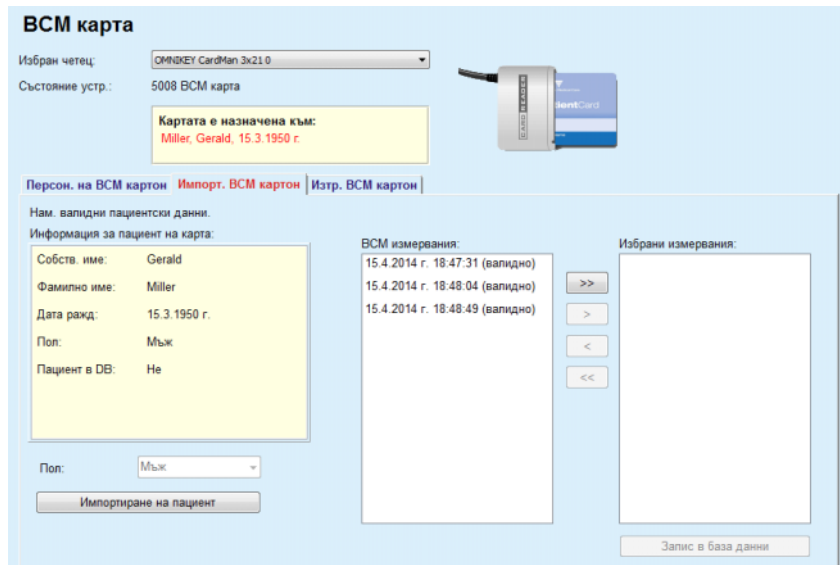 BCM карта
Избран четец:
OMNIKEY CardMan 3x21 0
Състояние устр.:
5008 BCM карта
Картата е назначена към:
Miller, Gerald, 15.3.1950 г.
CARD READER
ientCard
Персон. на BCM картон
Импорт. BCM картон
Изтр. BCM картон
Нам. валидни пациентски данни.
Информация за пациент на карта:
Собств. име: Gerald
Фамилно име: Miller
Дата ражд: 15.3.1950 г.
Пол: Мъж
Пациент в DB: Не
Пол: Мъж
Импортиране на пациент
BCM измервания:
15.4.2014 г. 18:47:31 (валидно)
15.4.2014 г. 18:48:04 (валидно)
15.4.2014 г. 18:48:49 (валидно)
>>
>
<
<<
Избрани измервания:
Запис в база данни